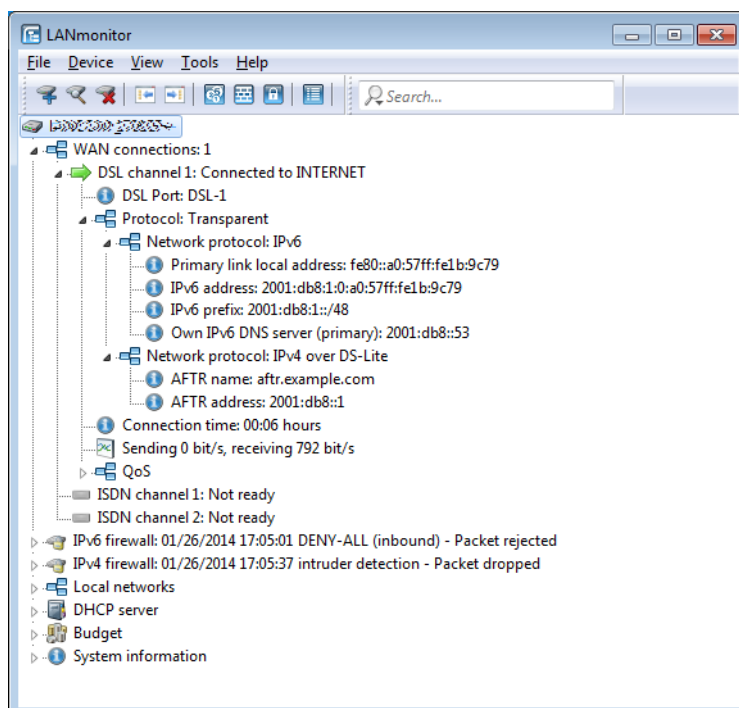 LANmonitor
File Device View Tools Help
Search...
WAN connections: 1
DSL channel 1: Connected to INTERNET
DSL Port: DSL-1
Protocol: Transparent
Network protocol: IPv6
Primary link local address: fe80::a0:57ff:fe1b:9c79
IPv6 address: 2001:db8:1:0:a0:57ff:fe1b:9c79
IPv6 prefix: 2001:db8:1::/48
Own IPv6 DNS server (primary): 2001:db8::53
Network protocol: IPv4 over DS-Lite
AFTR name: aftr.example.com
AFTR address: 2001:db8::1
Connection time: 00:06 hours
Sending 0 bit/s, receiving 792 bit/s
QoS
ISDN channel 1: Not ready
ISDN channel 2: Not ready
IPv6 firewall: 01/26/2014 17:05:01 DENY-ALL (inbound) - Packet rejected
IPv4 firewall: 01/26/2014 17:05:37 intruder detection - Packet dropped
Local networks
DHCP server
Budget
System information